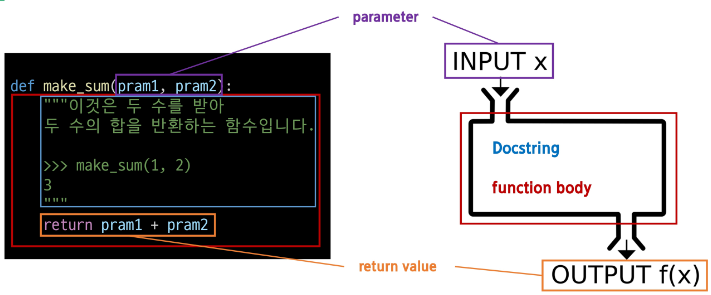 parameter
def make_sum(pram1, pram2):
"""이것은 두 수를 받아
두 수의 합을 반환하는 함수입니다.
>>> make_sum(1, 2)
3
"""
return pram1 + pram2
return value
INPUT x
Docstring
function body
OUTPUT f(x)